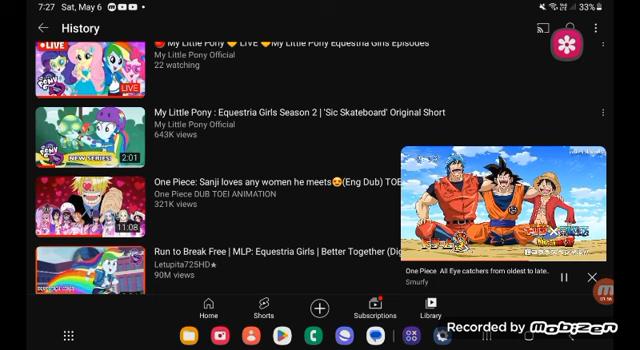 7:27 Sat, May 6
33%
History
LIVE
My Little Pony 💛 LIVE 💛My Little Pony Equestria Girls Episodes
My Little Pony Official
22 watching
LIVE
My Little Pony : Equestria Girls Season 2 | 'Sic Skateboard' Original Short
My Little Pony Official
643K views
NEW SERIES
2:01
One Piece: Sanji loves any women he meets😍(Eng Dub) TOE
One Piece DUB TOEI ANIMATION
321K views
11:08
One Piece All Eye catchers from oldest to late..
Smurfy
Run to Break Free | MLP: Equestria Girls | Better Together (Dig
Letupita725HD★
90M views
Home
Shorts
Subscriptions
Library
Recorded by mobizen